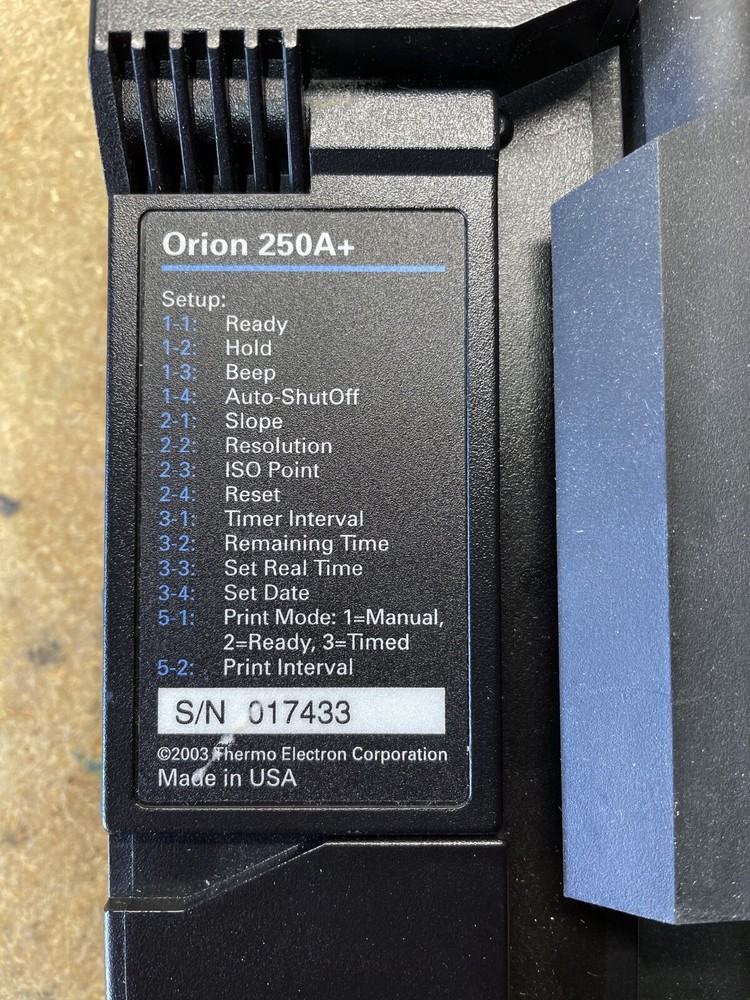 Orion 250A+
Setup:
1-1: Ready
1-2: Hold
1-3: Beep
1-4: Auto-ShutOff
2-1: Slope
2-2: Resolution
2-3: ISO Point
2-4: Reset
3-1: Timer Interval
3-2: Remaining Time
3-3: Set Real Time
3-4: Set Date
5-1: Print Mode: 1=Manual,
2=Ready, 3=Timed
5-2: Print Interval
S/N 017433
©2003 Thermo Electron Corporation
Made in USA